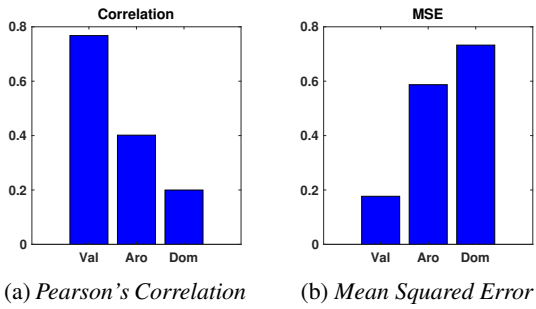 Correlation
0.8
0.6
0.4
0.2
0
Val Aro Dom
(a) Pearson's Correlation
MSE
0.8
0.6
0.4
0.2
0
Val Aro Dom
(b) Mean Squared Error